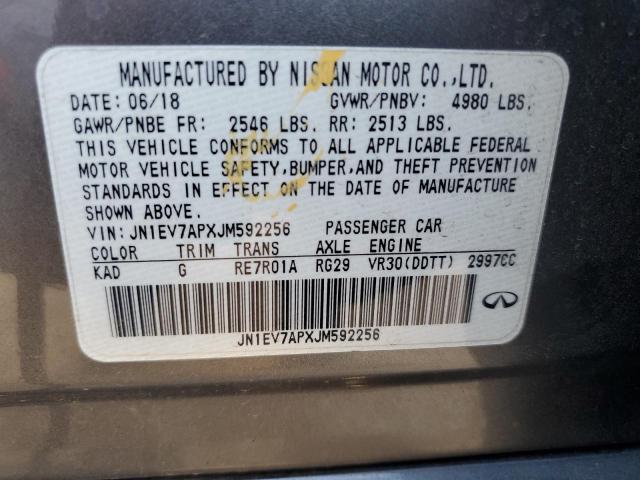 MANUFACTURED BY NISSAN MOTOR CO.,LTD.
DATE: 06/18 GVWR/PNBV: 4980 LBS.
GAWR/PNBE FR: 2546 LBS. RR: 2513 LBS.
THIS VEHICLE CONFORMS TO ALL APPLICABLE FEDERAL
MOTOR VEHICLE SAFETY,BUMPER,AND THEFT PREVENTION
STANDARDS IN EFFECT ON THE DATE OF MANUFACTURE
SHOWN ABOVE.
VIN: JN1EV7APXJM592256 PASSENGER CAR
COLOR TRIM TRANS AXLE ENGINE
KAD G RE7R01A RG29 VR30(DDTT) 2997CC
JN1EV7APXJM592256